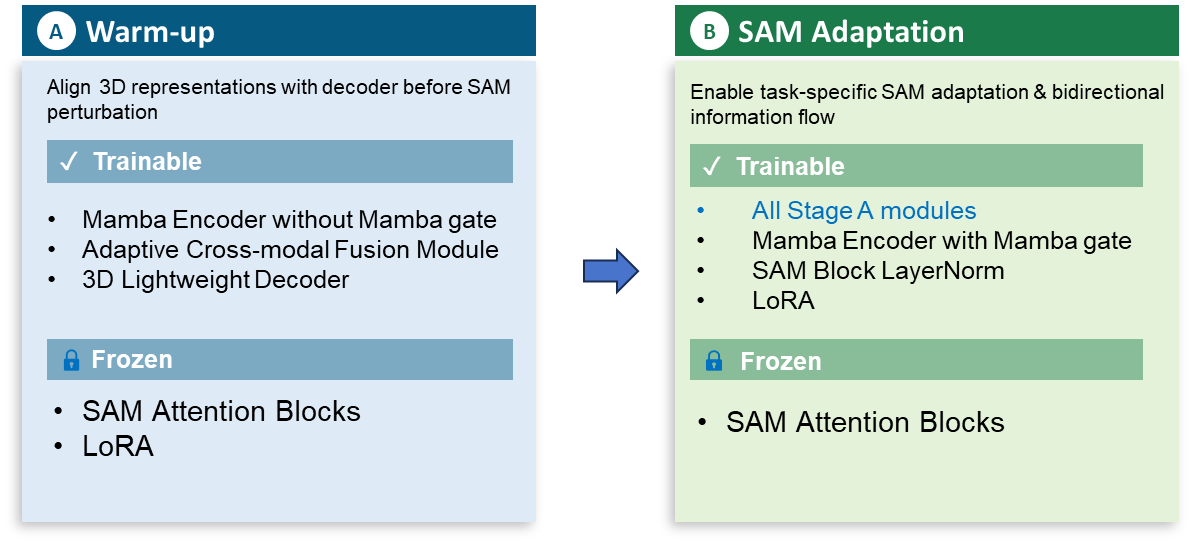 A Warm-up
Align 3D representations with decoder before SAM
perturbation
✓ Trainable
• Mamba Encoder without Mamba gate
• Adaptive Cross-modal Fusion Module
• 3D Lightweight Decoder
Frozen
• SAM Attention Blocks
• LoRA
B SAM Adaptation
Enable task-specific SAM adaptation & bidirectional
information flow
✓ Trainable
• All Stage A modules
• Mamba Encoder with Mamba gate
• SAM Block LayerNorm
• LoRA
Frozen
• SAM Attention Blocks